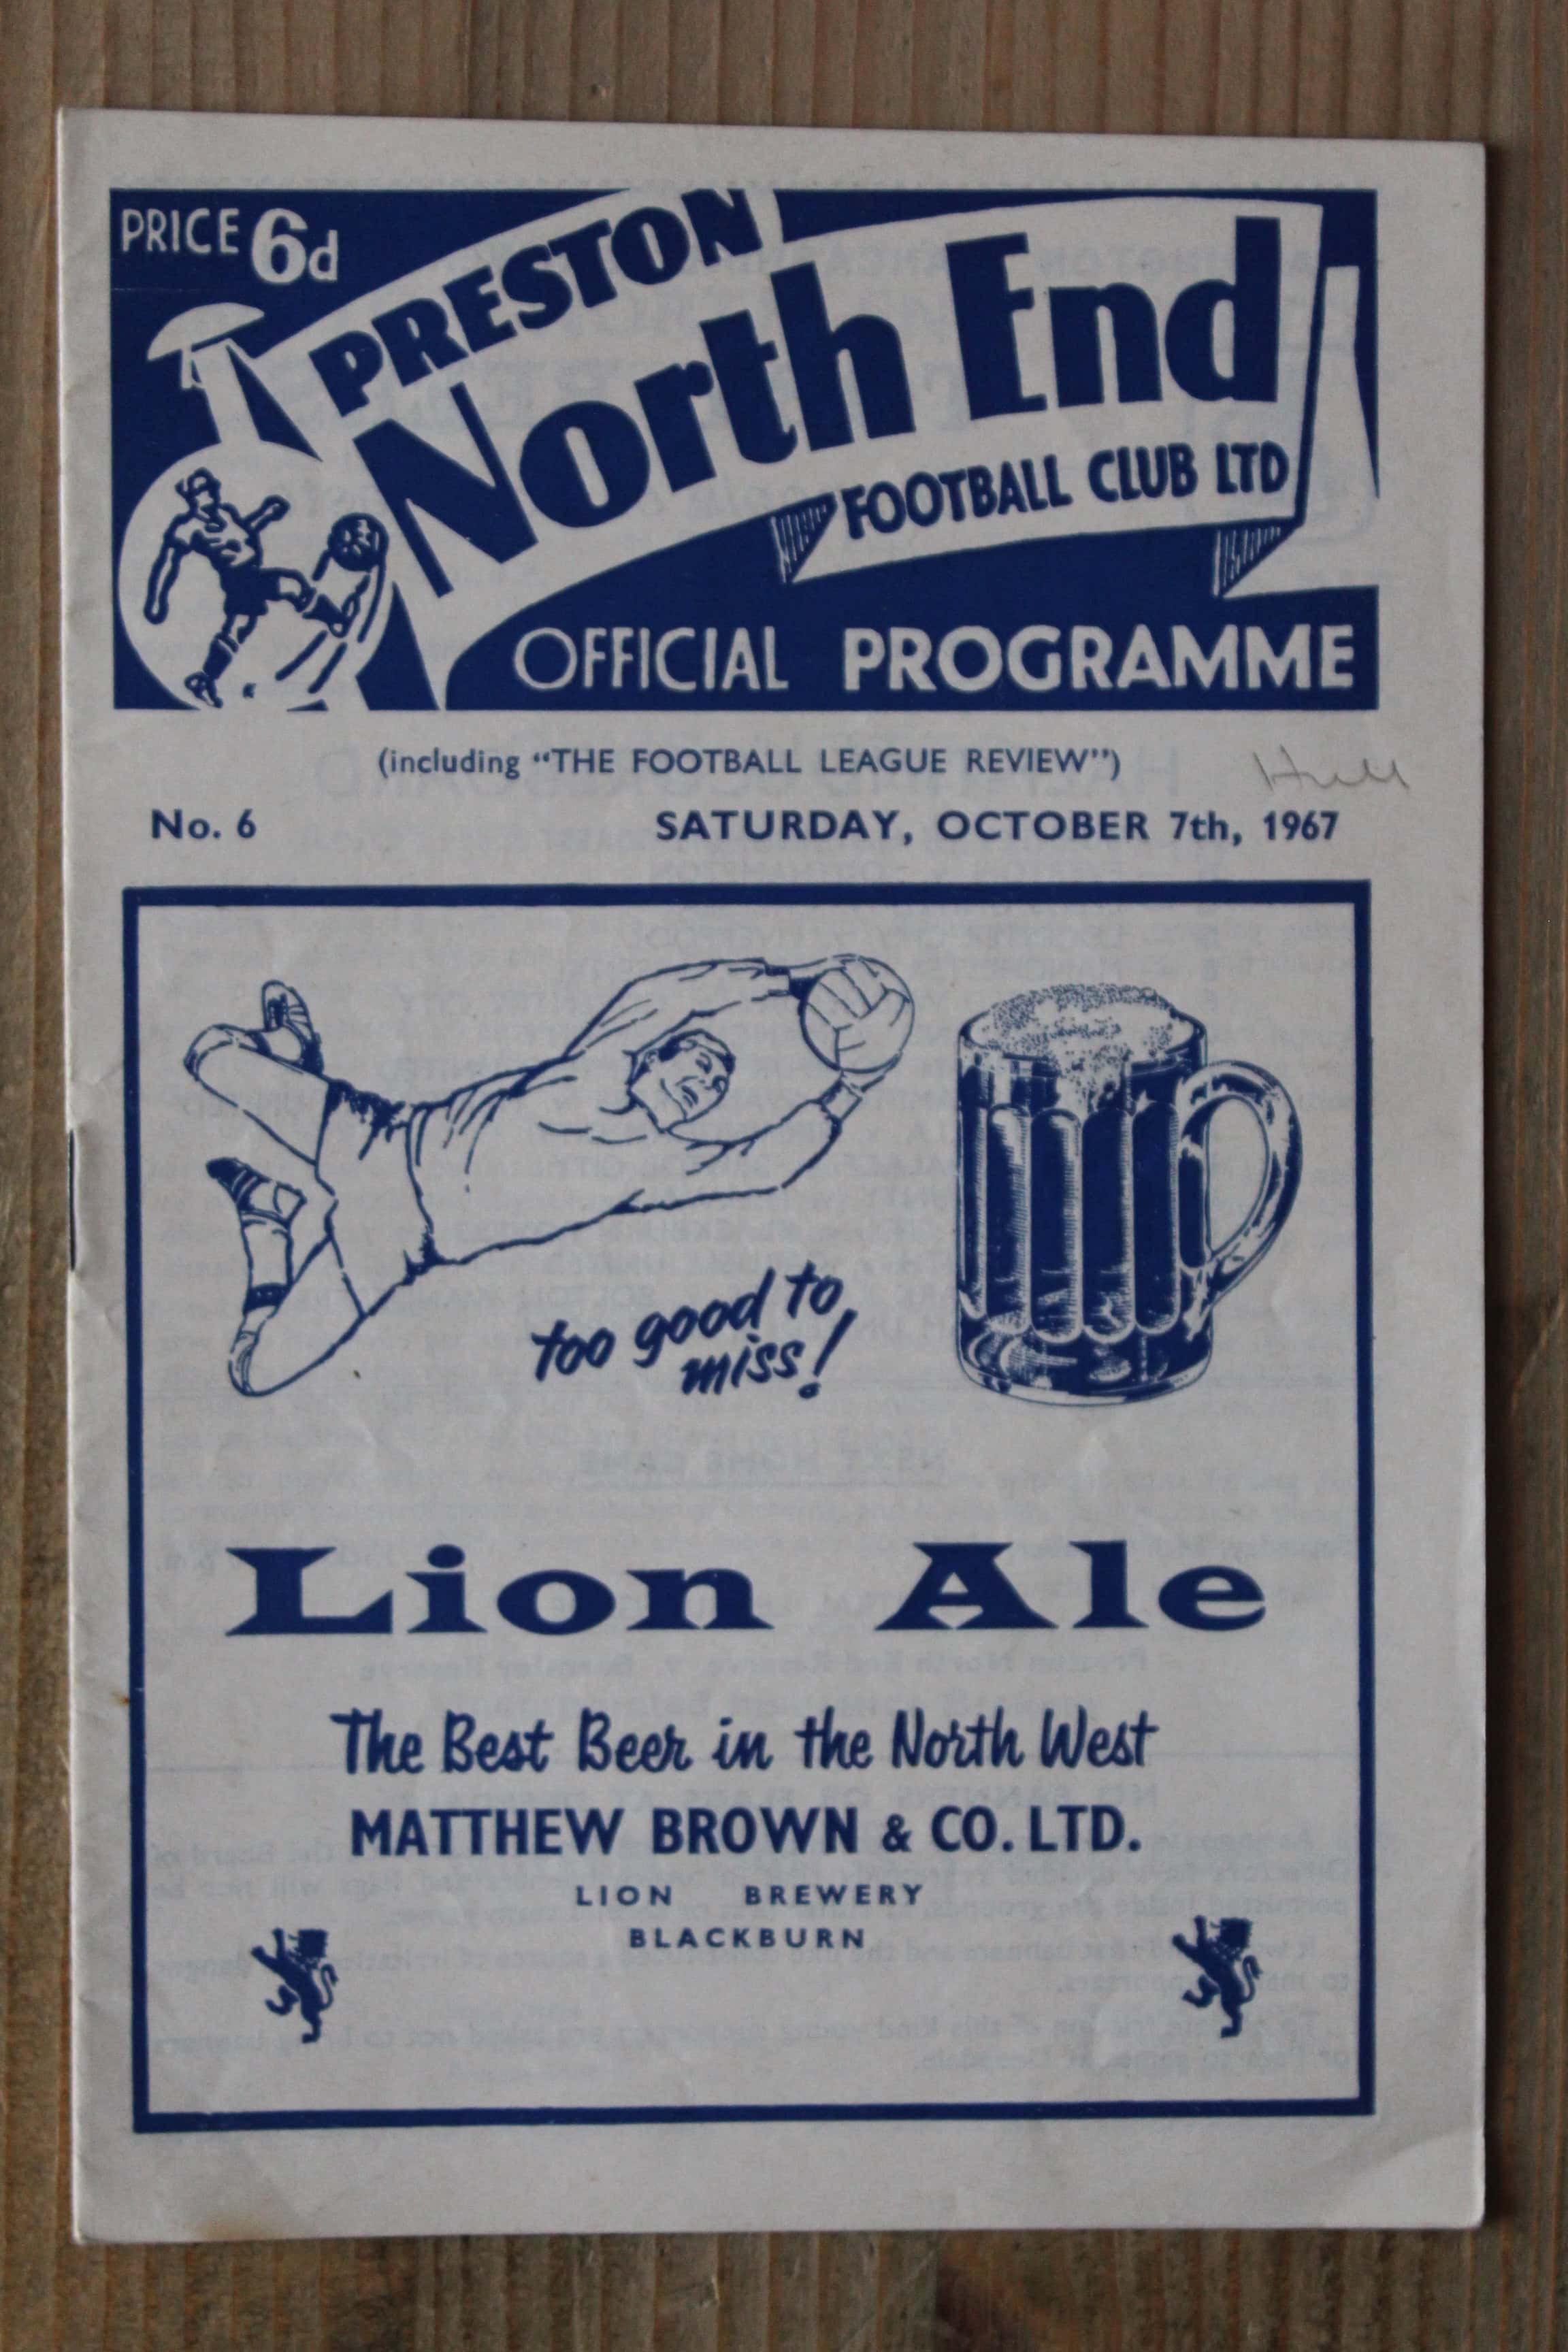 PRICE 6d
PRESTON
North End
FOOTBALL CLUB LTD
OFFICIAL PROGRAMME
(including “THE FOOTBALL LEAGUE REVIEW”)
Hull
No. 6 SATURDAY, OCTOBER 7th, 1967
too good to
miss!
Lion Ale
The Best Beer in the North West
MATTHEW BROWN & CO. LTD.
LION BREWERY
BLACKBURN